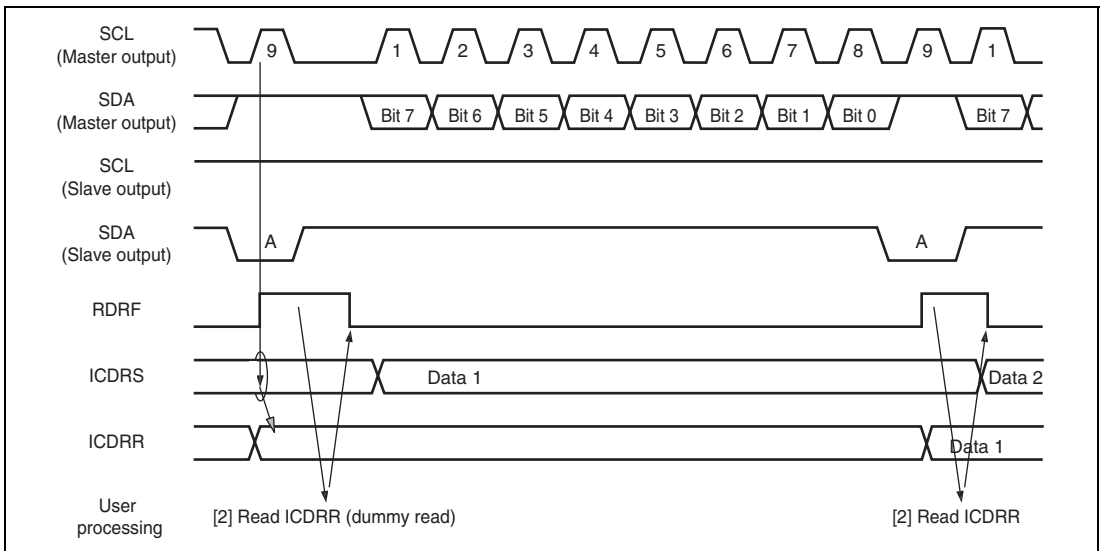 SCL
(Master output)
9 1 2 3 4 5 6 7 8 9 1
SDA
(Master output)
Bit 7 Bit 6 Bit 5 Bit 4 Bit 3 Bit 2 Bit 1 Bit 0 Bit 7
SCL
(Slave output)
SDA
(Slave output)
A A
RDRF
ICDRS
Data 1 Data 2
ICDRR
Data 1
User
processing
[2] Read ICDRR (dummy read) [2] Read ICDRR